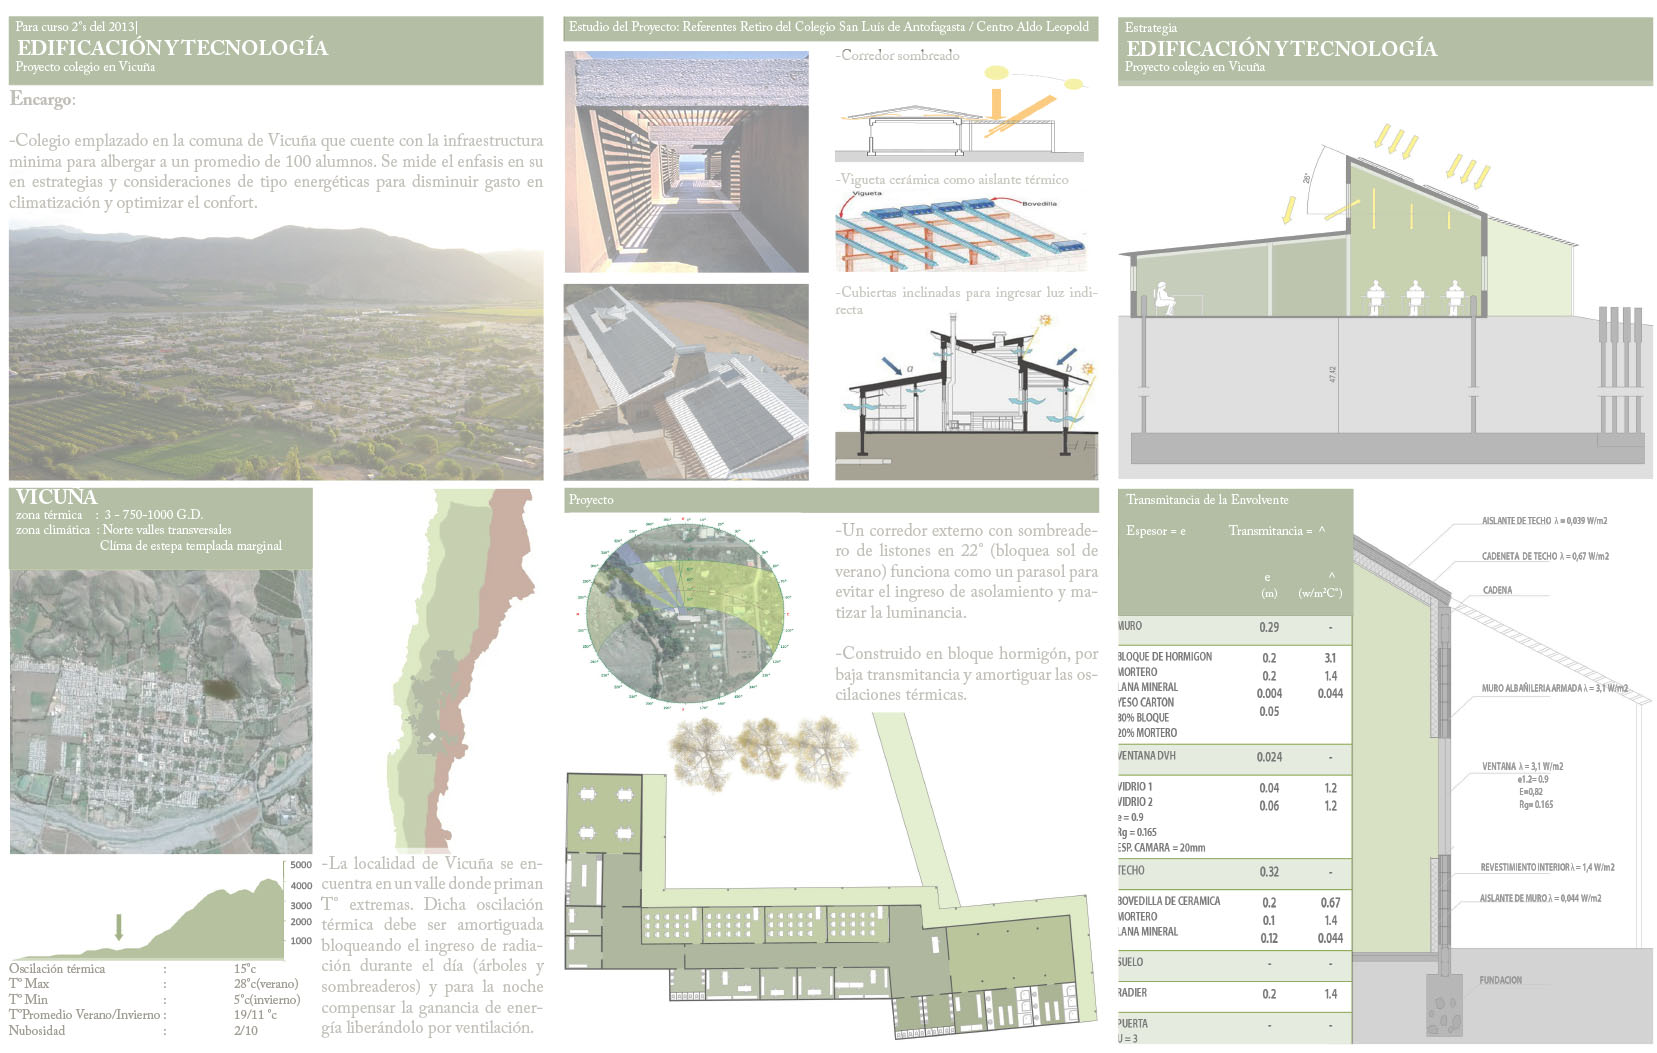 Para curso 2°s del 2013|
EDIFICACIÓN Y TECNOLOGÍA
Proyecto colegio en Vicuña
Encargo:
-Colegio emplazado en la comuna de Vicuña que cuente con la infraestructura
minima para albergar a un promedio de 100 alumnos. Se mide el enfasis en su
en estrategias y consideraciones de tipo energéticas para disminuir gasto en
climatización y optimizar el confort.
VICUÑA
zona térmica : 3 - 750-1000 G.D.
zona climática : Norte valles transversales
Clíma de estepa templada marginal
5000
4000
3000
2000
1000
Oscilación térmica : 15°c
T° Max : 28°c(verano)
T° Min : 5°c(invierno)
T°Promedio Verano/Invierno : 19/11 °c
Nubosidad : 2/10
-La localidad de Vicuña se en-
cuentra en un valle donde priman
T° extremas. Dicha oscilación
térmica debe ser amortiguada
bloqueando el ingreso de radia-
ción durante el día (árboles y
sombreaderos) y para la noche
compensar la ganancia de ener-
gía liberándolo por ventilación.
Estudio del Proyecto: Referentes Retiro del Colegio San Luís de Antofagasta / Centro Aldo Leopold
-Corredor sombreado
-Vigueta cerámica como aislante térmico
Vigueta
Bovedilla
-Cubiertas inclinadas para ingresar luz indi-
recta
a
b
Proyecto
-Un corredor externo con sombreade-
ro de listones en 22° (bloquea sol de
verano) funciona como un parasol para
evitar el ingreso de asolamiento y ma-
tizar la luminancia.
-Construido en bloque hormigón, por
baja transmitancia y amortiguar las os-
cilaciones térmicas.
Estrategia
EDIFICACIÓN Y TECNOLOGÍA
Proyecto colegio en Vicuña
26°
47.42
Transmitancia de la Envolvente
Espesor = e Transmitancia = ^
e ^
(m) (w/m²C°)
MURO 0.29 -
BLOQUE DE HORMIGON 0.2 3.1
MORTERO 0.2 1.4
LANA MINERAL 0.004 0.044
YESO CARTON 0.05
80% BLOQUE
20% MORTERO
VENTANA DVH 0.024 -
VIDRIO 1 0.04 1.2
VIDRIO 2 0.06 1.2
e = 0.9
Rg = 0.165
ESP. CAMARA = 20mm
TECHO 0.32 -
BOVEDILLA DE CERAMICA 0.2 0.67
MORTERO 0.1 1.4
LANA MINERAL 0.12 0.044
SUELO - -
RADIER 0.2 1.4
PUERTA - -
U = 3
AISLANTE DE TECHO λ = 0,039 W/m2
CADENETA DE TECHO λ = 0,67 W/m2
CADENA
MURO ALBAÑILERIA ARMADA λ = 3,1 W/m2
VENTANA λ = 3,1 W/m2
e1.2= 0.9
E=0,82
Rg= 0.165
REVESTIMIENTO INTERIOR λ = 1,4 W/m2
AISLANTE DE MURO λ = 0,044 W/m2
FUNDACION